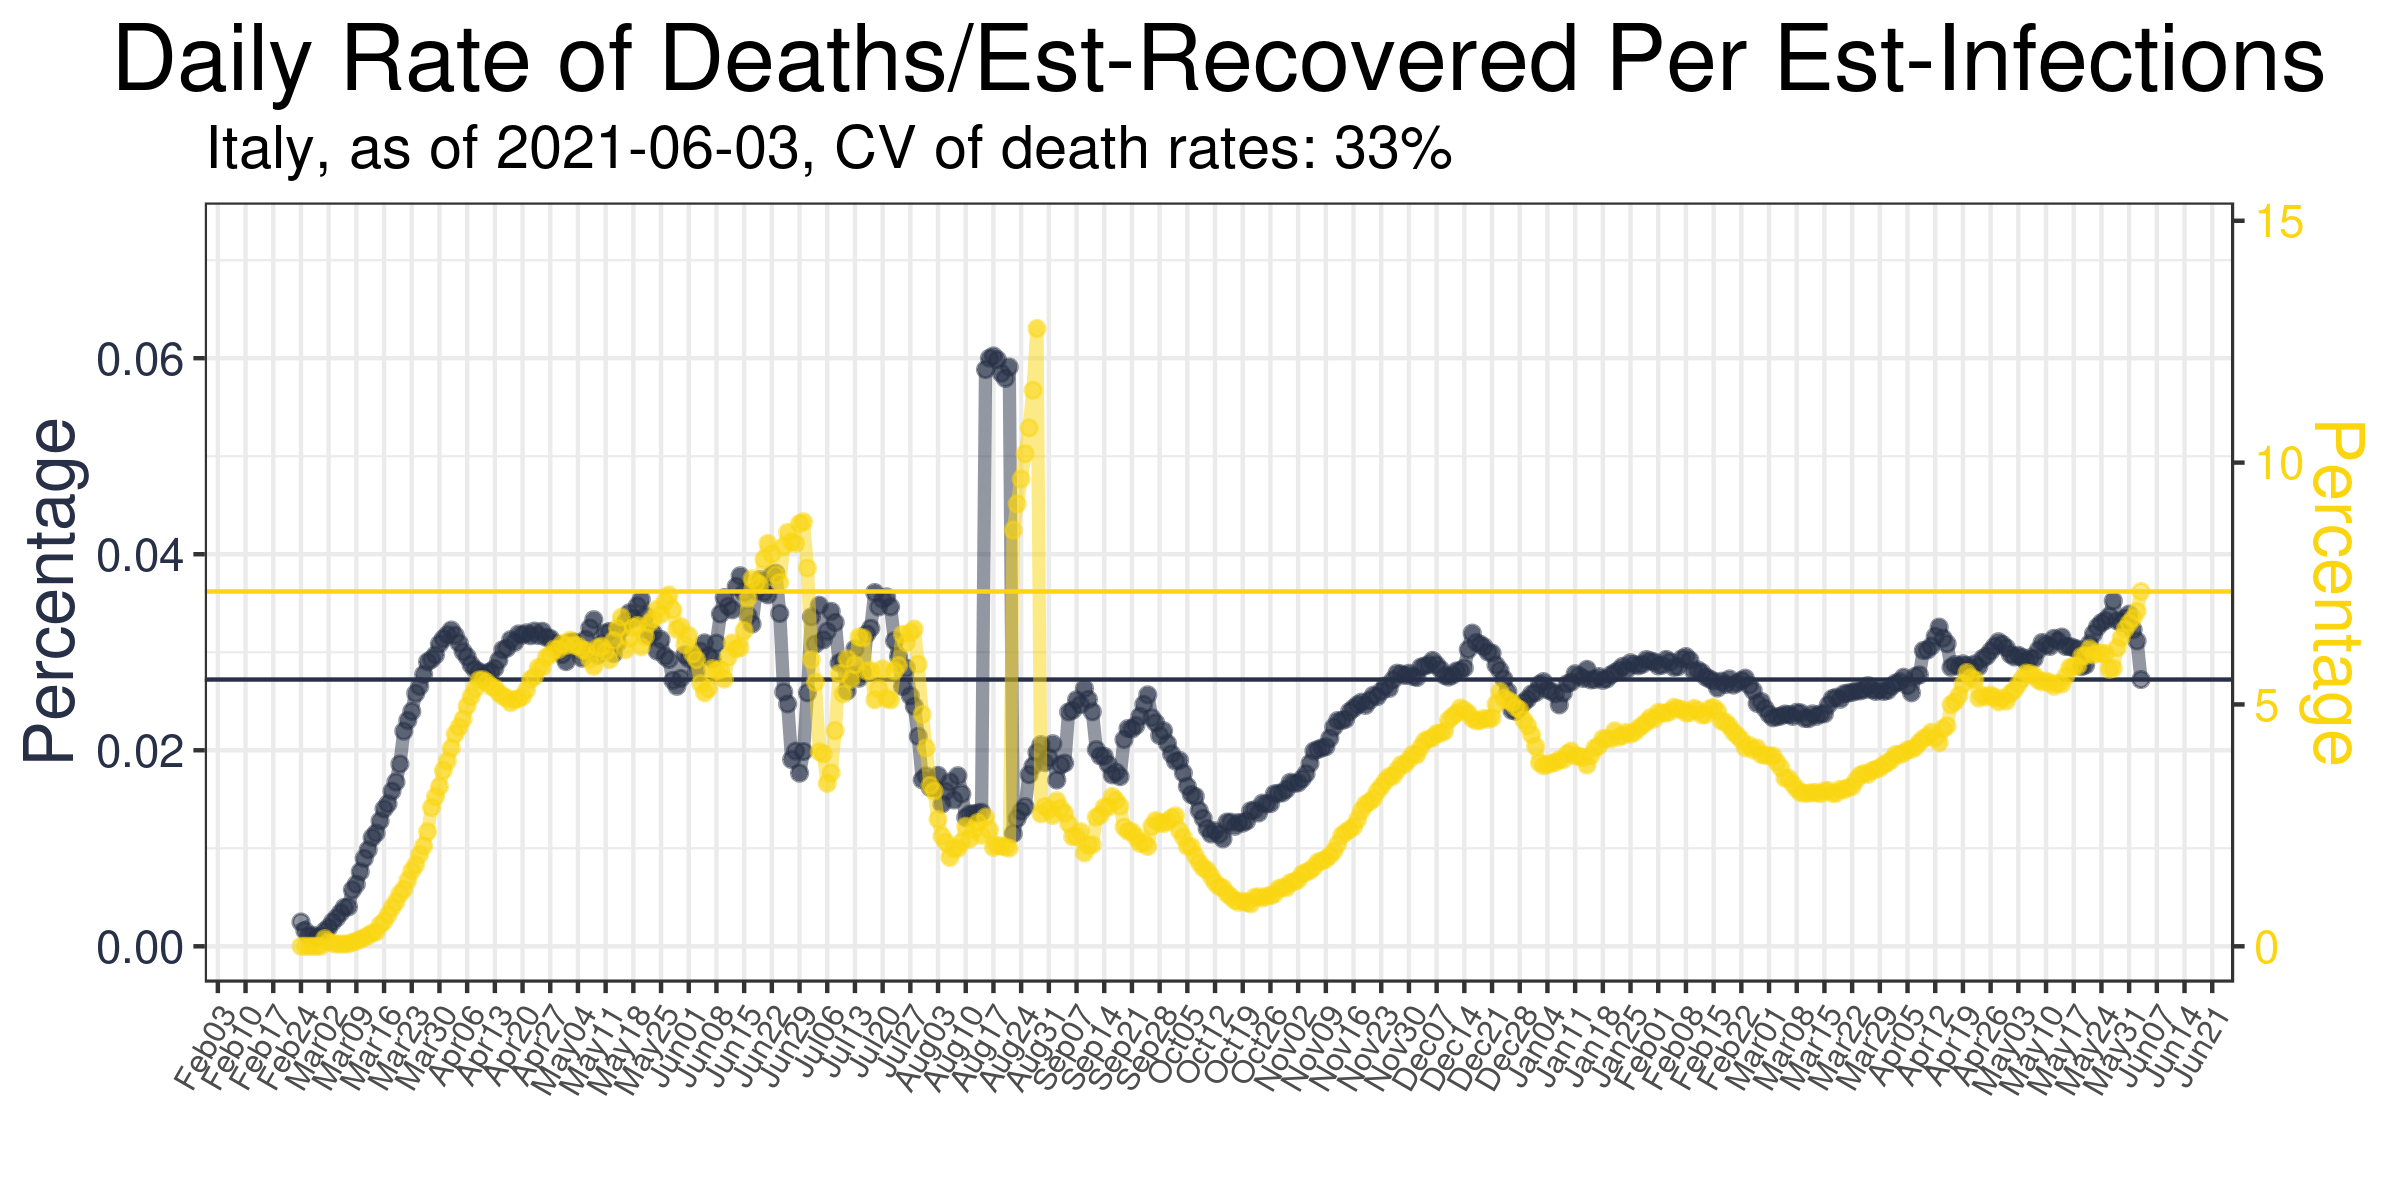 Daily Rate of Deaths/Est-Recovered Per Est-Infections
Italy, as of 2021-06-03, CV of death rates: 33%
Percentage
0.06
0.04
0.02
0.00
15
10
5
0
Percentage
Feb03
Feb10
Feb17
Feb24
Mar02
Mar09
Mar16
Mar23
Mar30
Apr06
Apr13
Apr20
Apr27
May04
May11
May18
May25
Jun01
Jun08
Jun15
Jun22
Jun29
Jul06
Jul13
Jul20
Jul27
Aug03
Aug10
Aug17
Aug24
Aug31
Sep07
Sep14
Sep21
Sep28
Oct05
Oct12
Oct19
Oct26
Nov02
Nov09
Nov16
Nov23
Nov30
Dec07
Dec14
Dec21
Dec28
Jan04
Jan11
Jan18
Jan25
Feb01
Feb08
Feb15
Feb22
Mar01
Mar08
Mar15
Mar22
Mar29
Apr05
Apr12
Apr19
Apr26
May03
May10
May17
May24
May31
Jun07
Jun14
Jun21